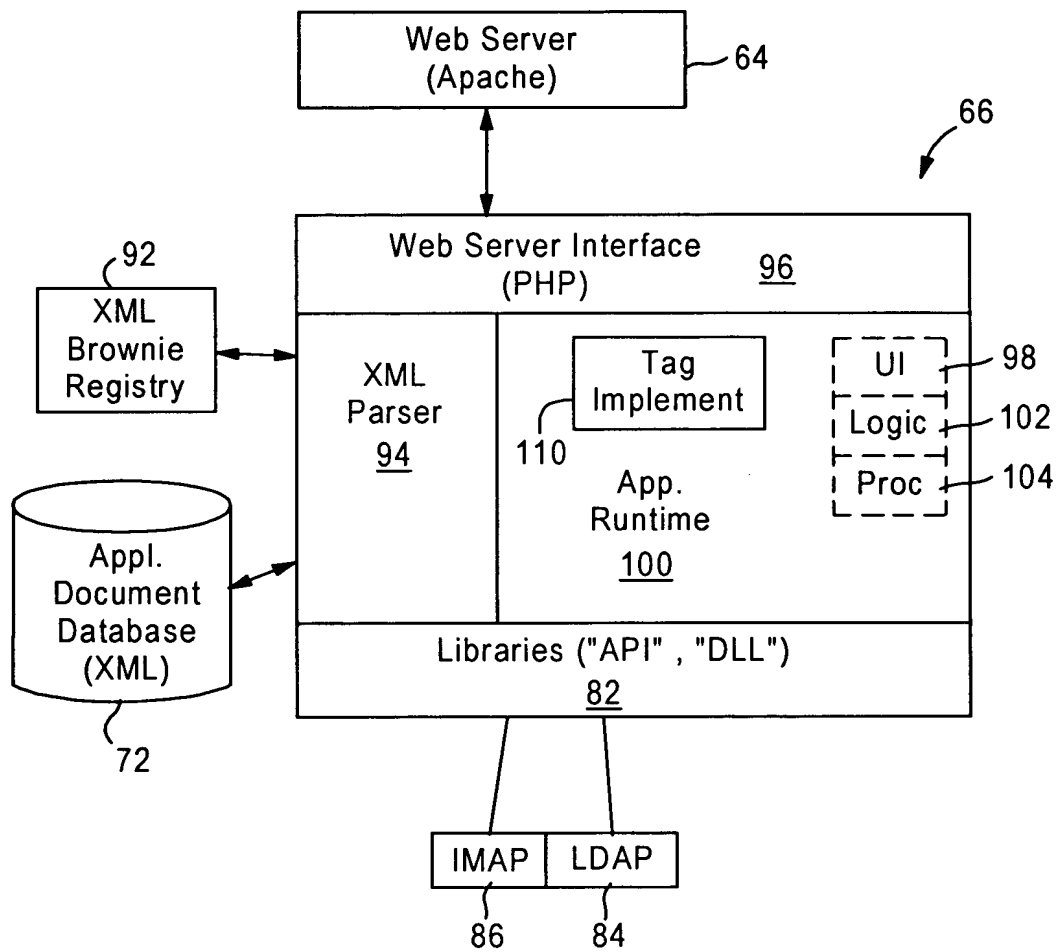 Web Server
(Apache)
64
66
Web Server Interface
(PHP)
96
92
XML
Brownie
Registry
XML
Parser
94
Tag
Implement
110
UI
98
Logic
102
Proc
104
App.
Runtime
100
Appl.
Document
Database
(XML)
72
Libraries ("API" , "DLL")
82
IMAP
LDAP
86
84